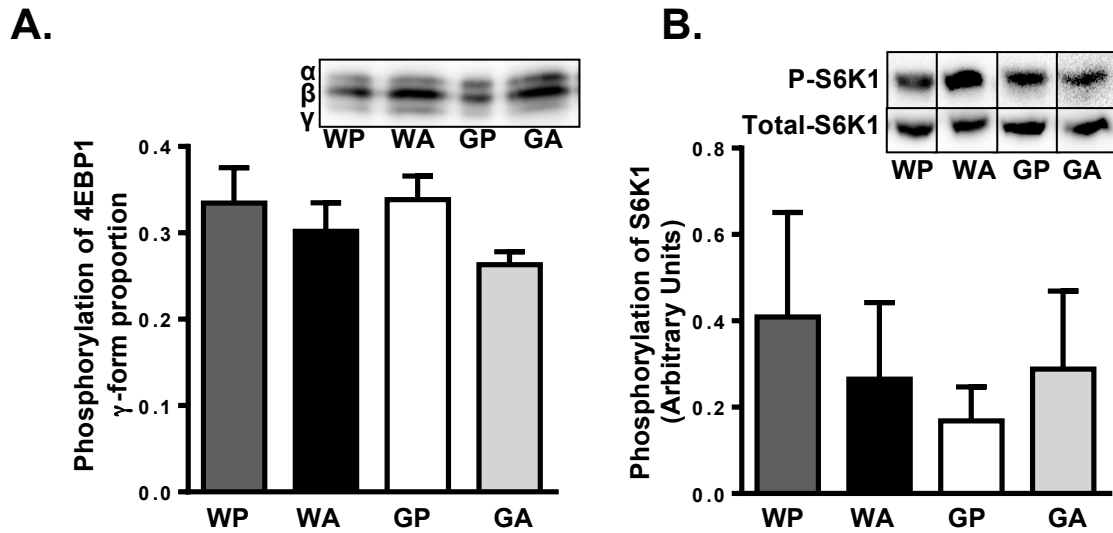 A.
α
β
γ
WP WA GP GA
Phosphorylation of 4EBP1
γ-form proportion
0.4
0.3
0.2
0.1
0.0
WP WA GP GA
B.
P-S6K1
Total-S6K1
WP WA GP GA
Phosphorylation of S6K1
(Arbitrary Units)
0.8
0.6
0.4
0.2
0.0
WP WA GP GA